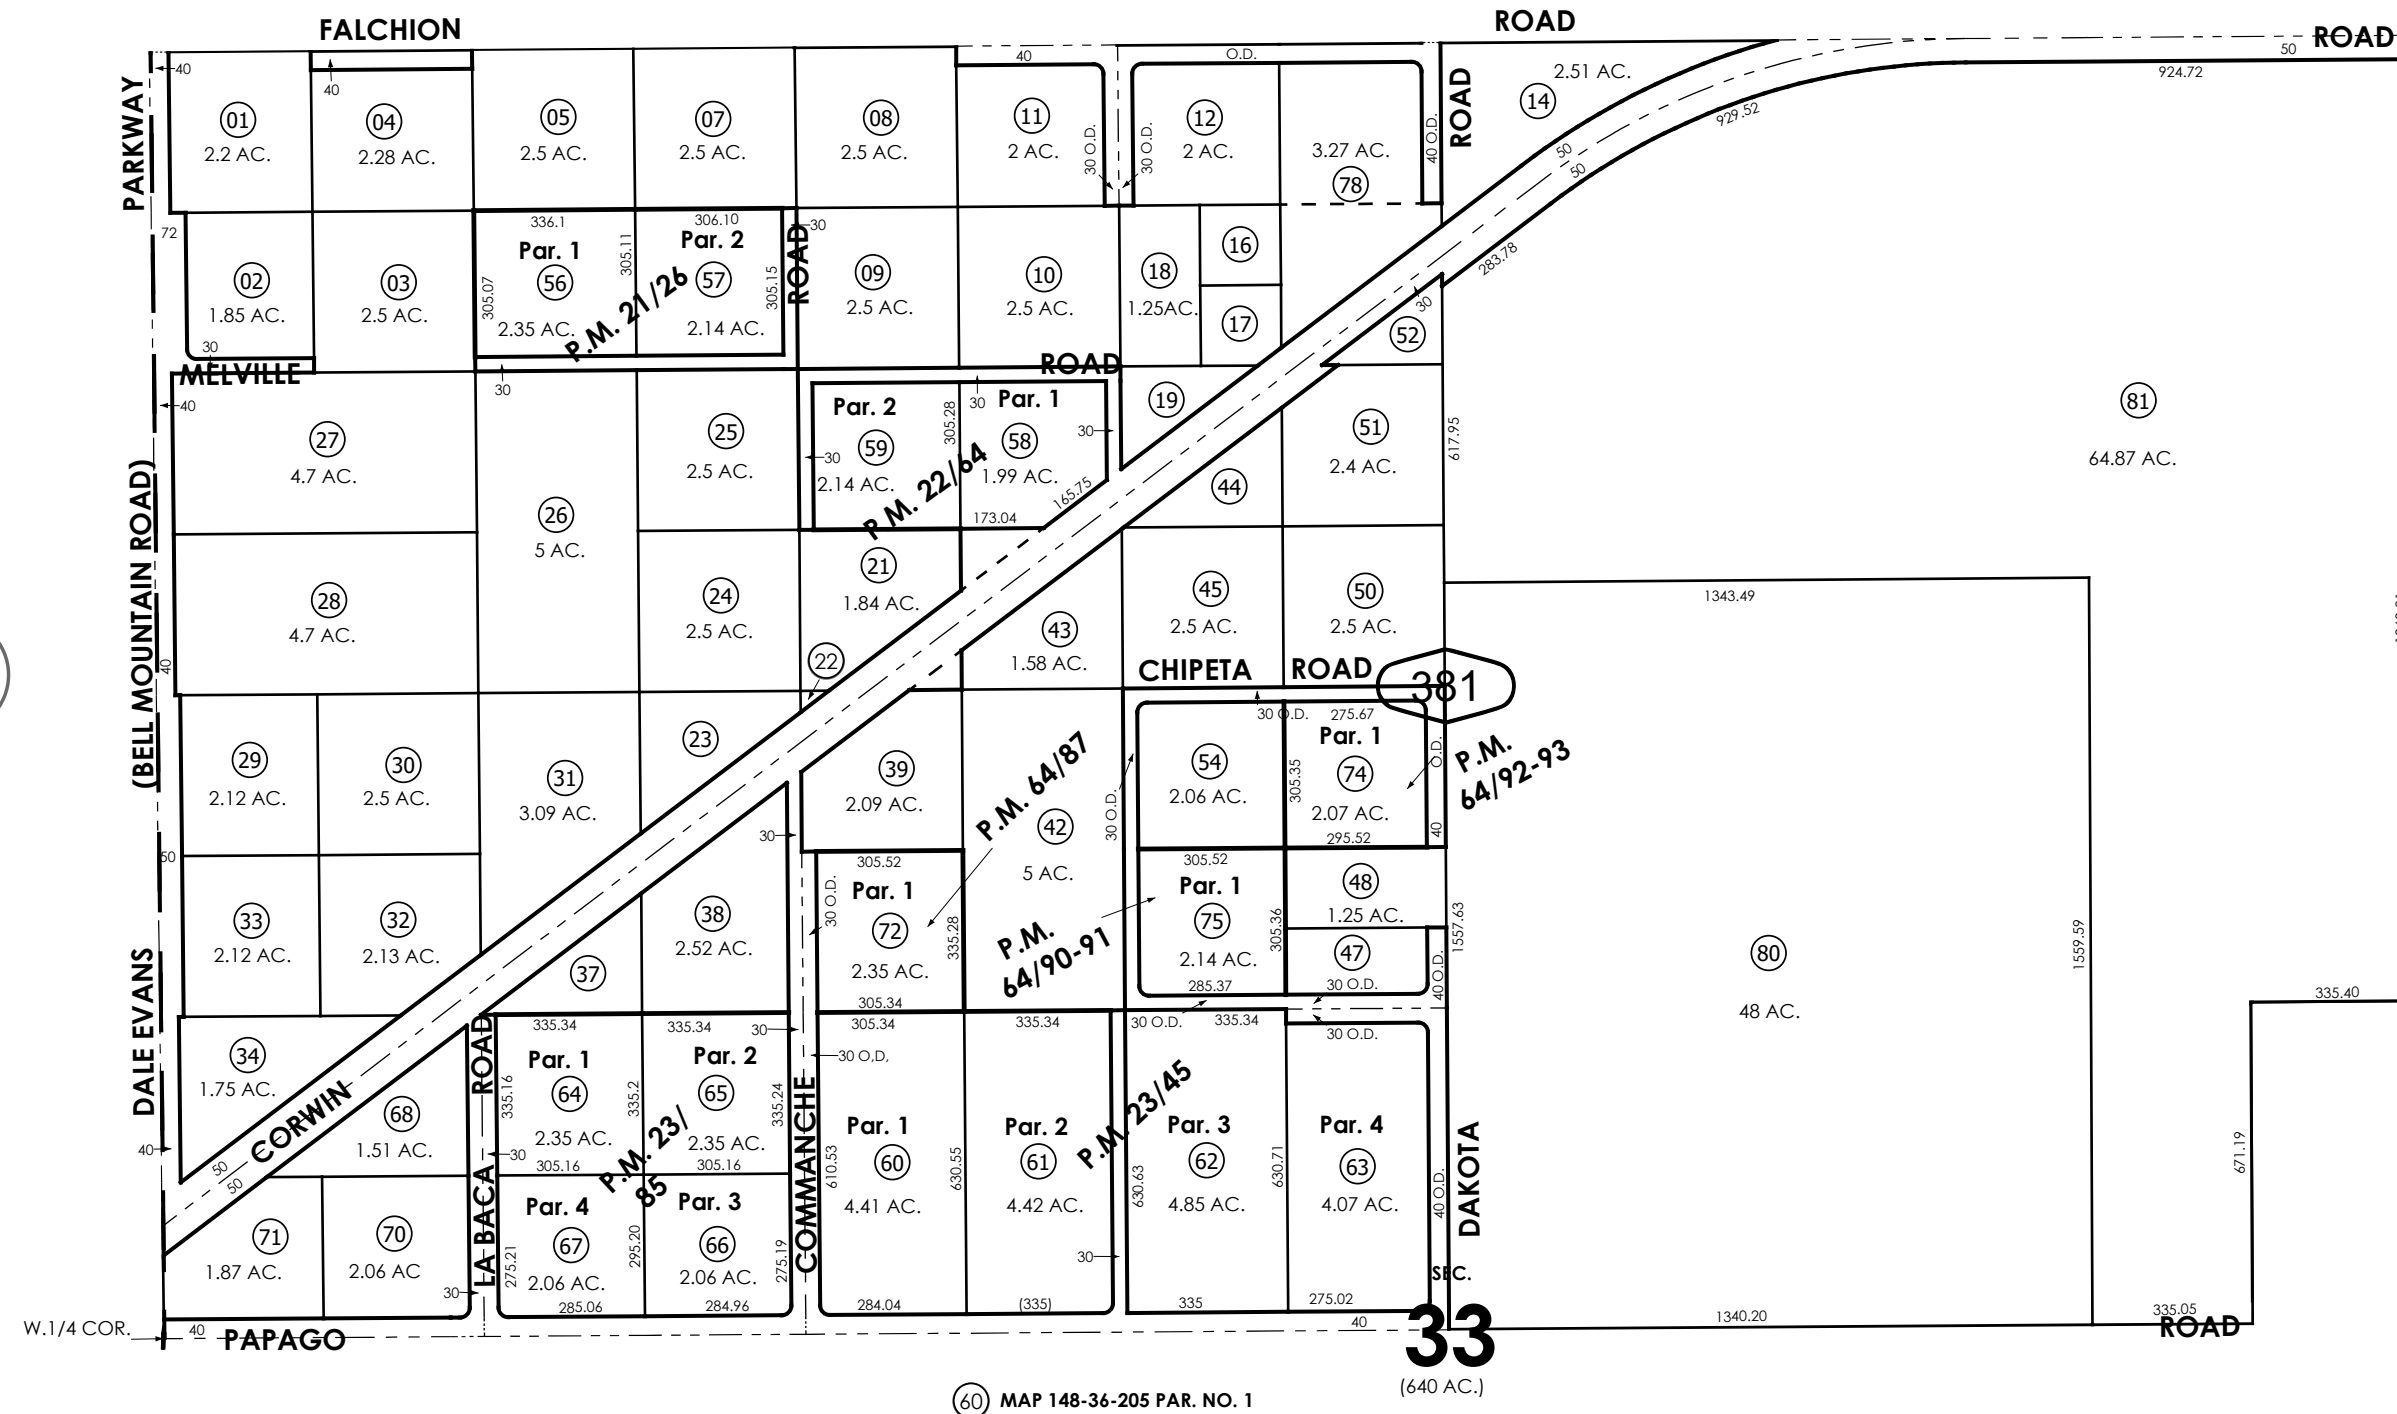 FALCHION
ROAD
ROAD
PARKWAY
40
40
01
2.2 AC.
04
2.28 AC.
05
2.5 AC.
07
2.5 AC.
08
2.5 AC.
40
11
2 AC.
30 O.D.
30 O.D.
O.D.
12
2 AC.
3.27 AC.
78
40 O.D.
ROAD
14
2.51 AC.
50
50
929.52
50
924.72
72
02
1.85 AC.
30
03
2.5 AC.
336.1
Par. 1
56
305.07
305.11
2.35 AC.
P.M. 21/26
306.10
Par. 2
57
305.15
2.14 AC.
30
ROAD
09
2.5 AC.
10
2.5 AC.
18
1.25AC.
16
17
283.78
30
52
MELVILLE
ROAD
40
30
27
4.7 AC.
26
5 AC.
25
2.5 AC.
30
Par. 2
59
2.14 AC.
305.28
30
Par. 1
58
1.99 AC.
30
P.M. 22/64
165.75
173.04
19
44
51
2.4 AC.
617.95
81
64.87 AC.
(BELL MOUNTAIN ROAD)
28
4.7 AC.
40
24
2.5 AC.
21
1.84 AC.
22
43
1.58 AC.
45
2.5 AC.
50
2.5 AC.
1343.49
CHIPETA
ROAD
381
30 O.D.
275.67
29
2.12 AC.
30
2.5 AC.
31
3.09 AC.
23
39
2.09 AC.
30
P.M. 64/87
42
5 AC.
30 O.D.
54
2.06 AC.
305.35
Par. 1
74
2.07 AC.
295.52
O.D.
40
P.M.
64/92-93
50
33
2.12 AC.
32
2.13 AC.
37
38
2.52 AC.
30 O.D.
305.52
Par. 1
72
2.35 AC.
335.28
305.34
P.M.
64/90-91
305.52
Par. 1
75
2.14 AC.
305.36
285.37
48
1.25 AC.
47
30 O.D.
40 O.D.
1557.63
80
48 AC.
1559.59
335.40
DALE EVANS
34
1.75 AC.
40
50
50
CORWIN
68
1.51 AC.
LA BACA
ROAD
30
335.34
Par. 1
64
335.16
335.2
2.35 AC.
305.16
335.34
30
Par. 2
65
335.24
2.35 AC.
305.16
P.M. 23/
85
30 O,D,
305.34
335.34
30 O.D.
335.34
30 O.D.
COMMANCHE
Par. 1
60
4.41 AC.
610.53
630.55
Par. 2
61
4.42 AC.
P.M. 23/45
30
630.63
Par. 3
62
4.85 AC.
630.71
Par. 4
63
4.07 AC.
40 O.D.
DAKOTA
671.19
71
1.87 AC.
70
2.06 AC
30
Par. 4
67
275.21
2.06 AC.
285.06
295.20
Par. 3
66
275.19
2.06 AC.
284.96
284.04
(335)
335
275.02
SEC.
33
(640 AC.)
1340.20
335.05
ROAD
W.1/4 COR.
40
PAPAGO
40
60 MAP 148-36-205 PAR. NO. 1